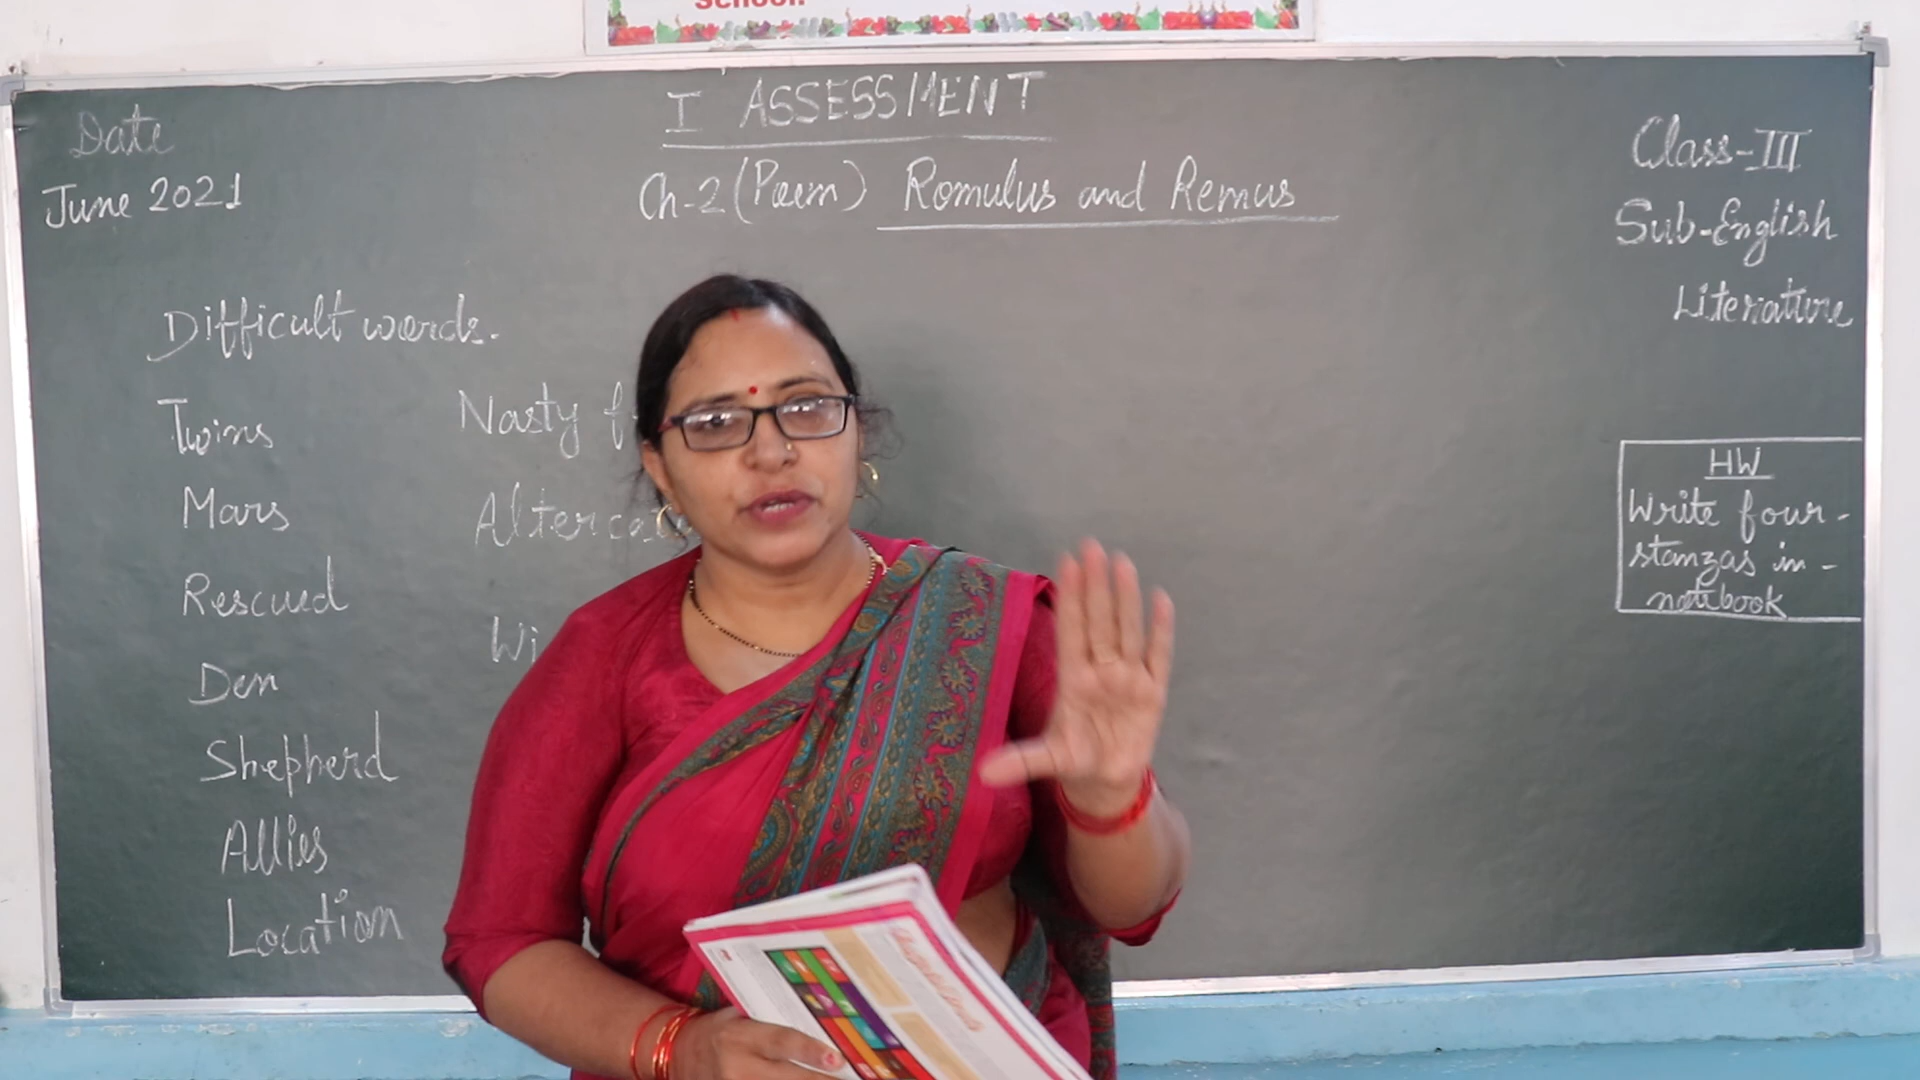 School.
I ASSESSMENT
Date
June 2021
Ch-2 (Poem) Romulus and Remus
Class-III
Sub-English
Literature
Difficult words.
Twins
Mars
Rescued
Den
Shepherd
Allies
Location
Nasty
HW
Write four-
stanzas in-
notebook